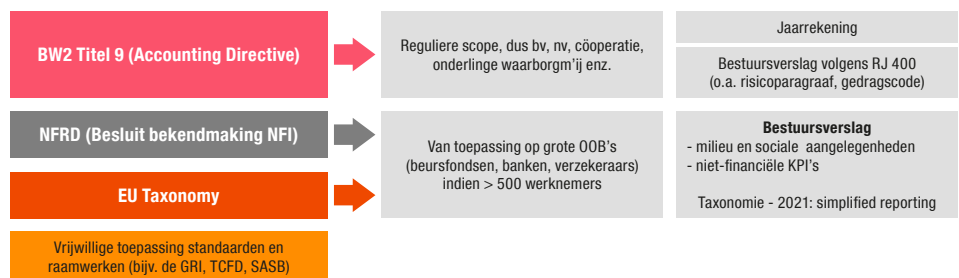 BW2 Titel 9 (Accounting Directive)
Reguliere scope, dus bv, nv, cöoperatie,
onderlinge waarborgm'ij enz.
Jaarrekening
Bestuursverslag volgens RJ 400
(o.a. risicoparagraaf, gedragscode)
NFRD (Besluit bekendmaking NFI)
EU Taxonomy
Van toepassing op grote OOB's
(beursfondsen, banken, verzekeraars)
indien > 500 werknemers
Bestuursverslag
- milieu en sociale aangelegenheden
- niet-financiële KPI's
Taxonomie - 2021: simplified reporting
Vrijwillige toepassing standaarden en
raamwerken (bijv. de GRI, TCFD, SASB)